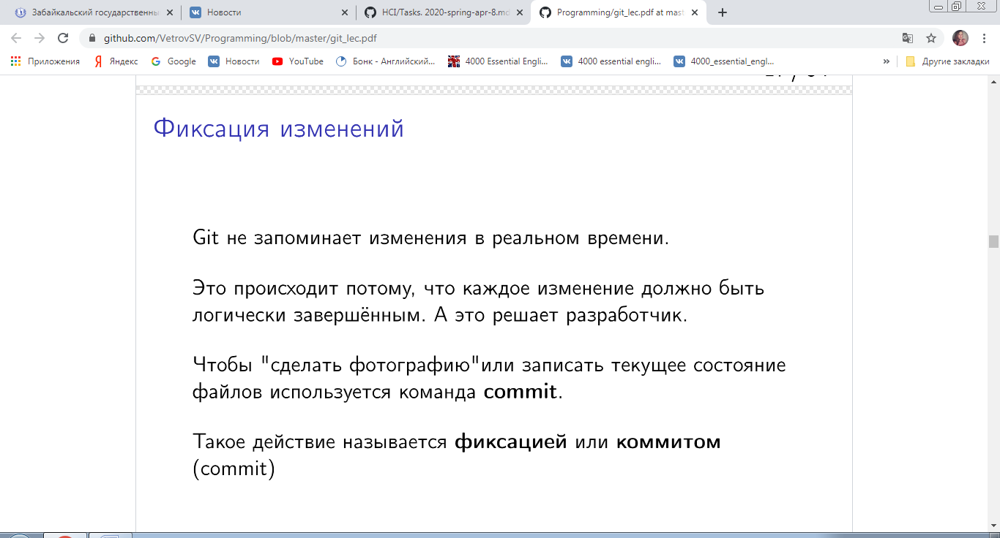 Забайкальский государственны
Новости
HCI/Tasks. 2020-spring-apr-8.md
Programming/git_lec.pdf at mast
github.com/VetrovSV/Programming/blob/master/git_lec.pdf
Приложения
Яндекс
Google
Новости
YouTube
Бонк - Английский...
4000 Essential Engli...
4000 essential engli...
4000_essential_engl...
»
Другие закладки
Фиксация изменений
Git не запоминает изменения в реальном времени.
Это происходит потому, что каждое изменение должно быть
логически завершённым. А это решает разработчик.
Чтобы "сделать фотографию"или записать текущее состояние
файлов используется команда commit.
Такое действие называется фиксацией или коммитом
(commit)